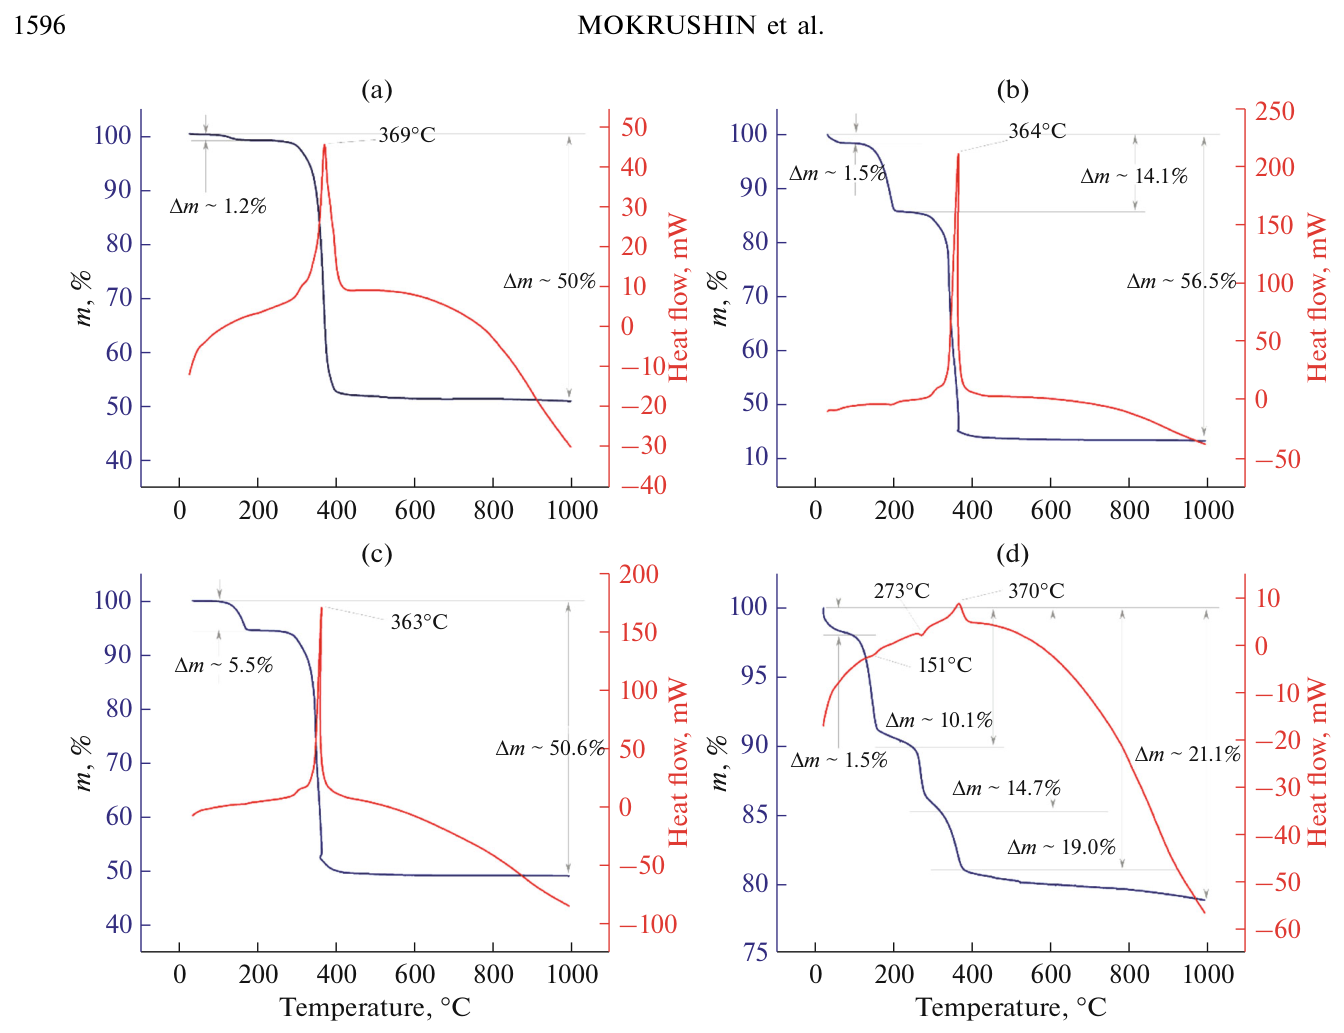 1596
MOKRUSHIN et al.
(a)
100
90
80
70
60
50
40
m, %
Δm ~ 1.2%
369°C
Δm ~ 50%
50
40
30
20
10
0
−10
−20
−30
−40
Heat flow, mW
0 200 400 600 800 1000
(b)
100
90
80
70
60
50
10
m, %
Δm ~ 1.5%
364°C
Δm ~ 14.1%
Δm ~ 56.5%
250
200
150
100
50
0
−50
Heat flow, mW
0 200 400 600 800 1000
(c)
100
90
80
70
60
50
40
m, %
Δm ~ 5.5%
363°C
Δm ~ 50.6%
200
150
100
50
0
−50
−100
Heat flow, mW
0 200 400 600 800 1000
Temperature, °C
(d)
100
95
90
85
80
75
m, %
273°C
370°C
151°C
Δm ~ 10.1%
Δm ~ 1.5%
Δm ~ 21.1%
Δm ~ 14.7%
Δm ~ 19.0%
10
0
−10
−20
−30
−40
−50
−60
Heat flow, mW
0 200 400 600 800 1000
Temperature, °C